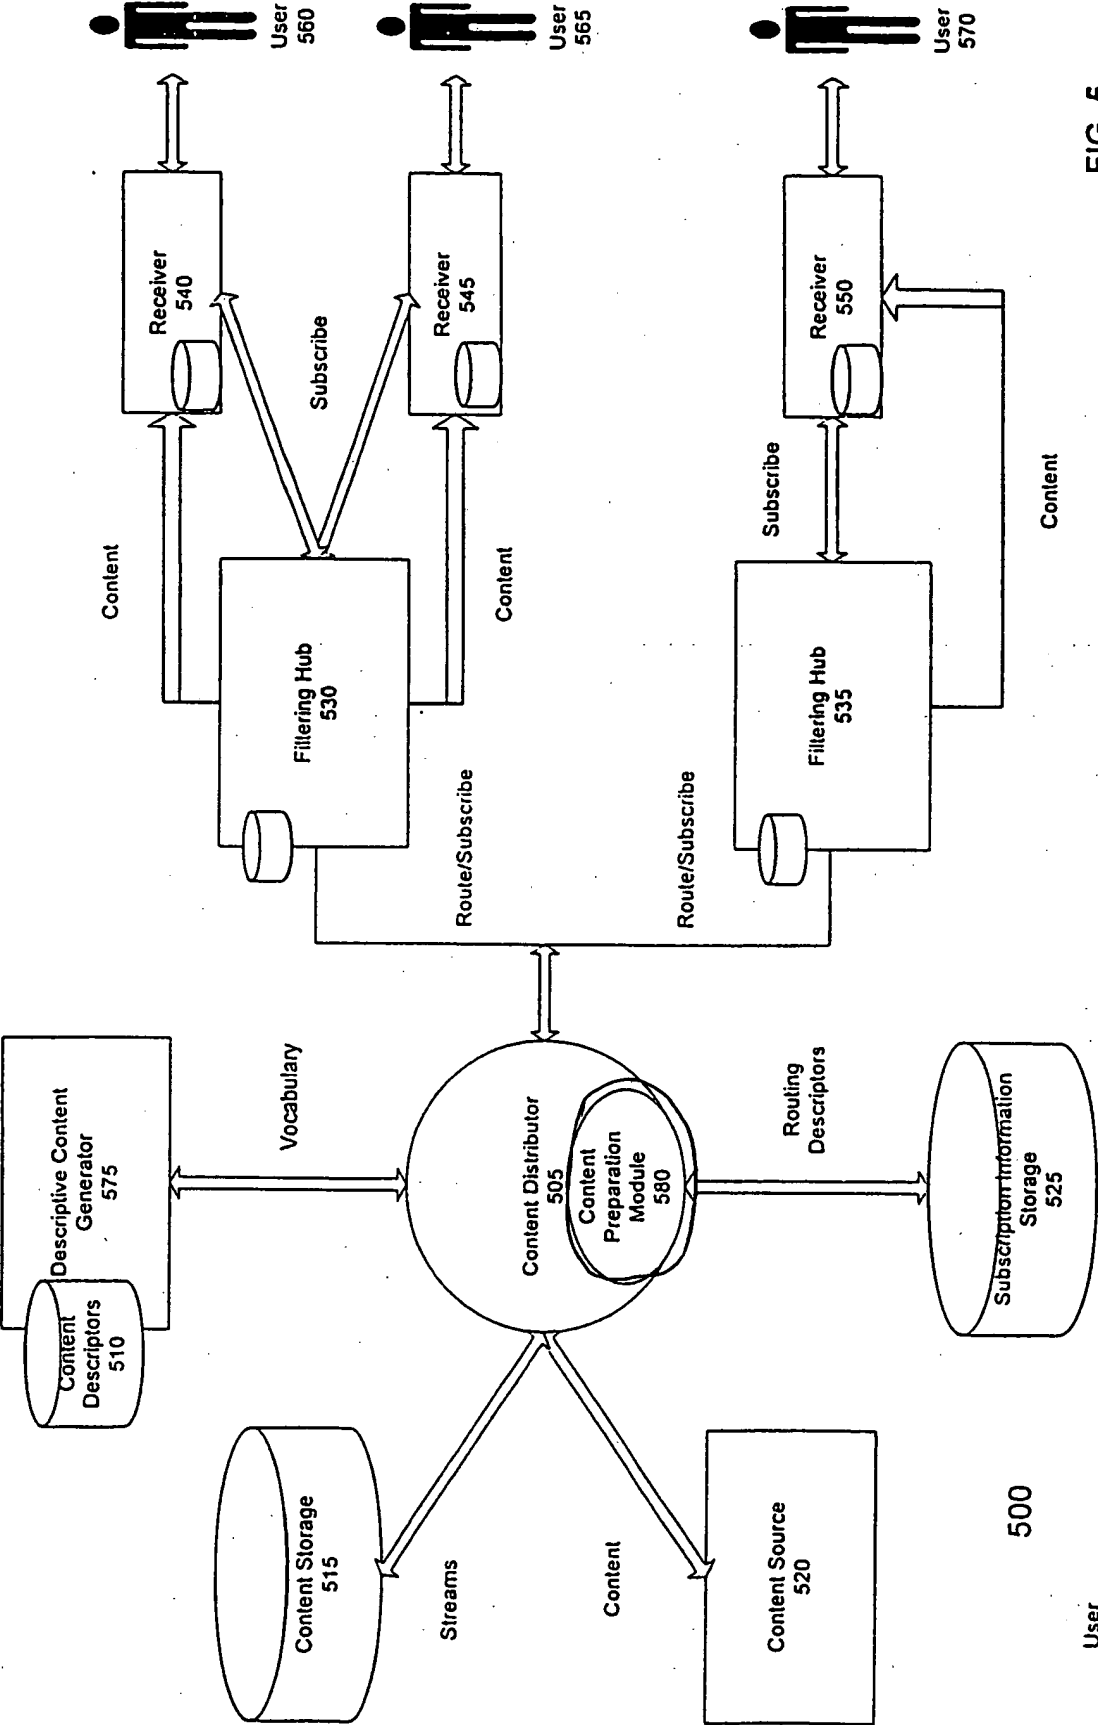 Content Storage
515
Streams
Content
Content Source
520
500
User
Content
Descriptors
510
Descriptive Content
Generator
575
Vocabulary
Content Distributor
505
Content
Preparation
Module
580
Routing
Descriptors
Subscription Information
Storage
525
Route/Subscribe
Route/Subscribe
Filtering Hub
530
Filtering Hub
535
Content
Content
Subscribe
Subscribe
Content
Receiver
540
Receiver
545
Receiver
550
User
560
User
565
User
570
FIG. 5